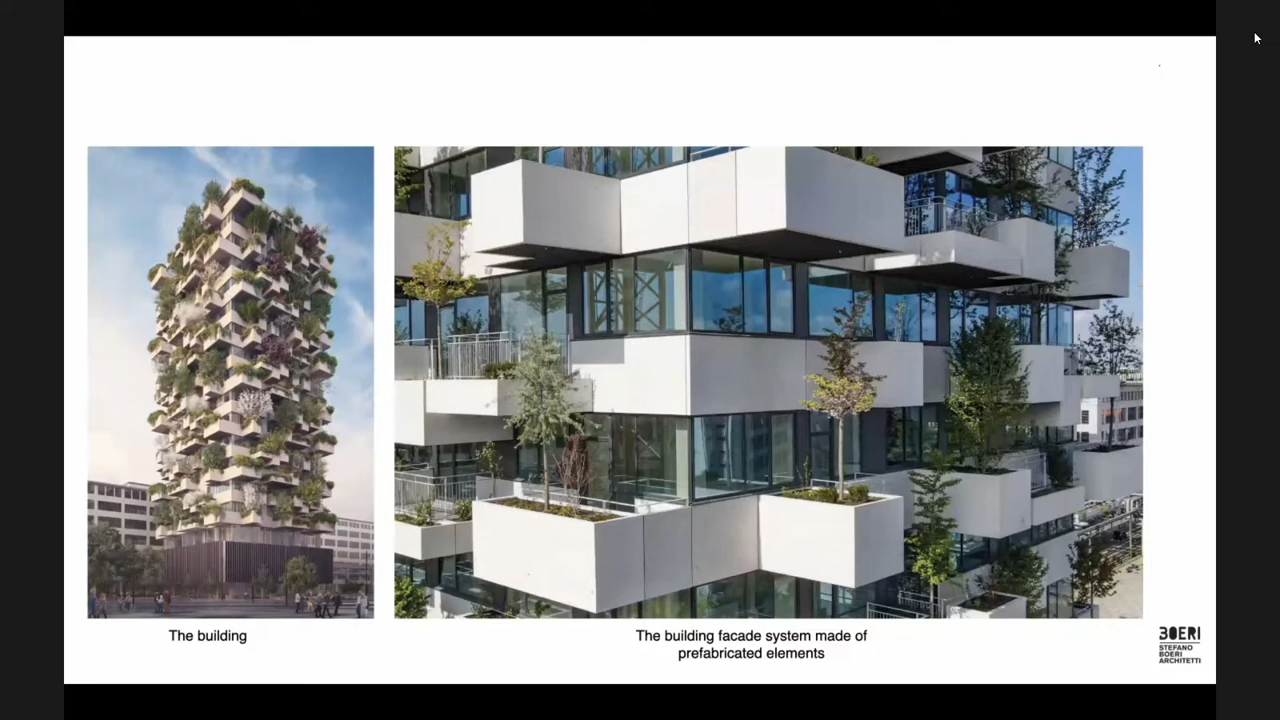 The building
The building facade system made of
prefabricated elements
BOERI
STEFANO
BOERI
ARCHITETTI